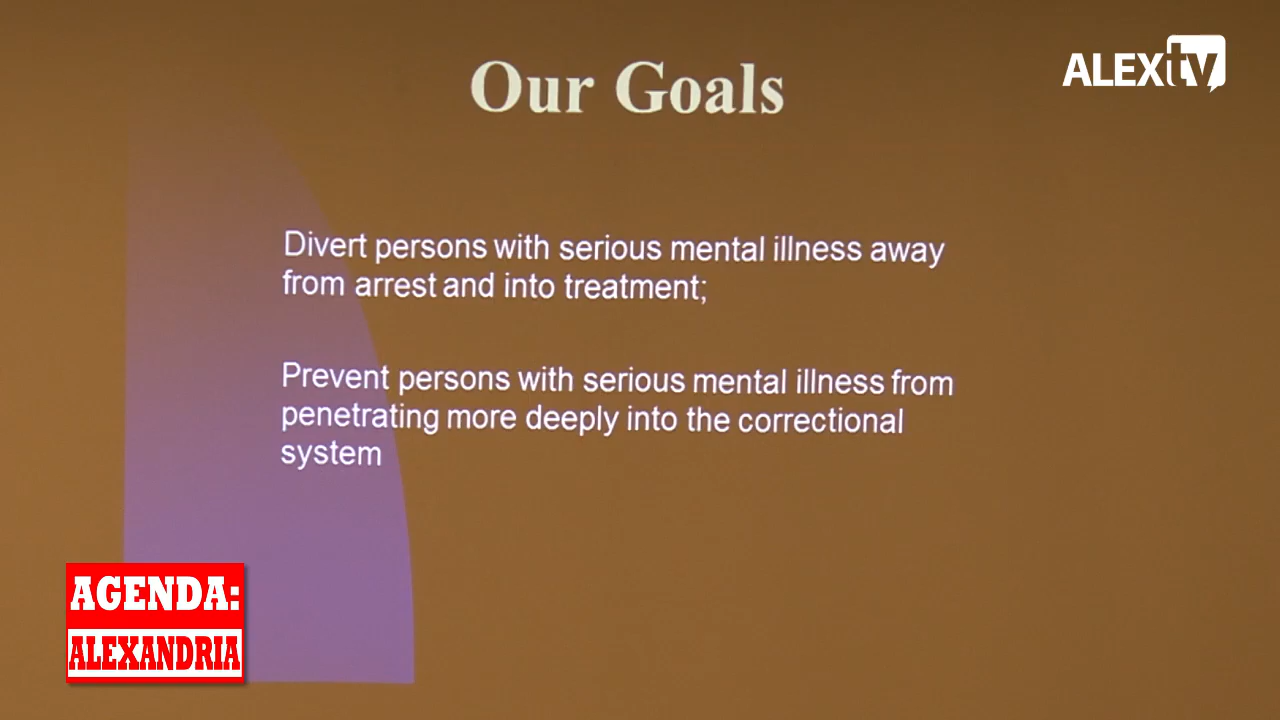 Our Goals
ALEXtv
Divert persons with serious mental illness away
from arrest and into treatment;
Prevent persons with serious mental illness from
penetrating more deeply into the correctional
system
AGENDA:
ALEXANDRIA